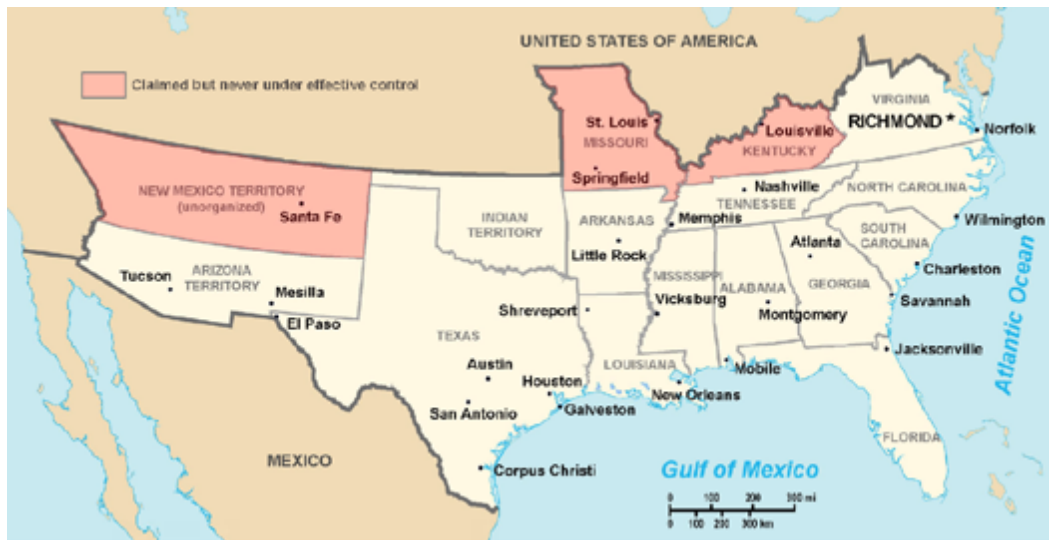 UNITED STATES OF AMERICA
Claimed but never under effective control
VIRGINIA
RICHMOND*
Norfolk
St. Louis
MISSOURI
Springfield
Louisville
KENTUCKY
NEW MEXICO TERRITORY
(unorganized)
Santa Fe
Nashville
TENNESSEE
NORTH CAROLINA
INDIAN
TERRITORY
ARKANSAS
Memphis
Wilmington
Little Rock
Atlanta
SOUTH
CAROLINA
Tucson
ARIZONA
TERRITORY
Mesilla
El Paso
MISSISSIPPI
Vicksburg
ALABAMA
Montgomery
GEORGIA
Charleston
Savannah
Shreveport
TEXAS
Austin
Houston
San Antonio
Galveston
LOUISIANA
New Orleans
Mobile
Jacksonville
Atlantic Ocean
FLORIDA
MEXICO
Corpus Christi
Gulf of Mexico
0 100 200 300 mi
0 100 200 300 km